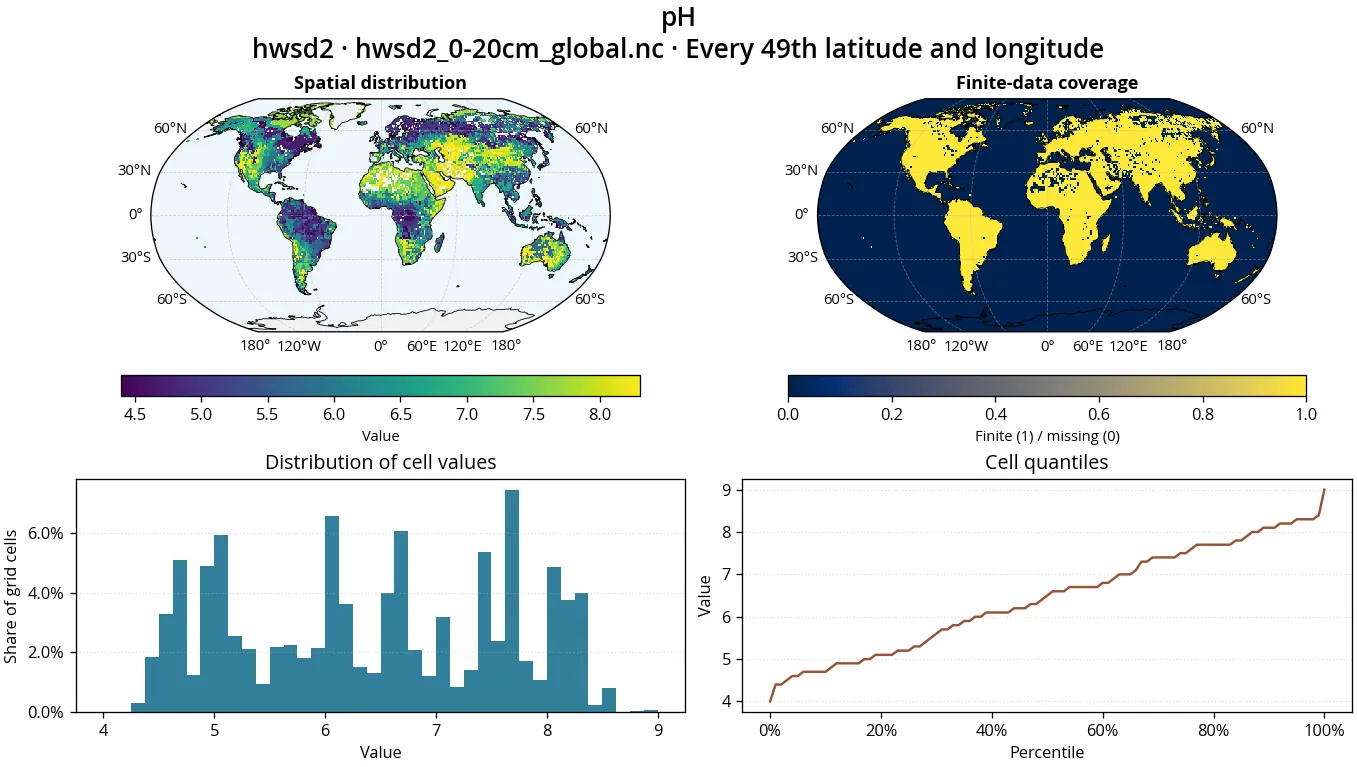 pH
hwsd2 · hwsd2_0-20cm_global.nc · Every 49th latitude and longitude
Spatial distribution
60°N 60°N
30°N
0°
30°S
60°S 60°S
180° 120°W 0° 60°E 120°E 180°
4.5 5.0 5.5 6.0 6.5 7.0 7.5 8.0
Value
Finite-data coverage
60°N 60°N
30°N
0°
30°S
60°S 60°S
180° 120°W 0° 60°E 120°E 180°
0.0 0.2 0.4 0.6 0.8 1.0
Finite (1) / missing (0)
Distribution of cell values
Share of grid cells
6.0%
4.0%
2.0%
0.0%
4 5 6 7 8 9
Value
Cell quantiles
Value
9
8
7
6
5
4
0% 20% 40% 60% 80% 100%
Percentile